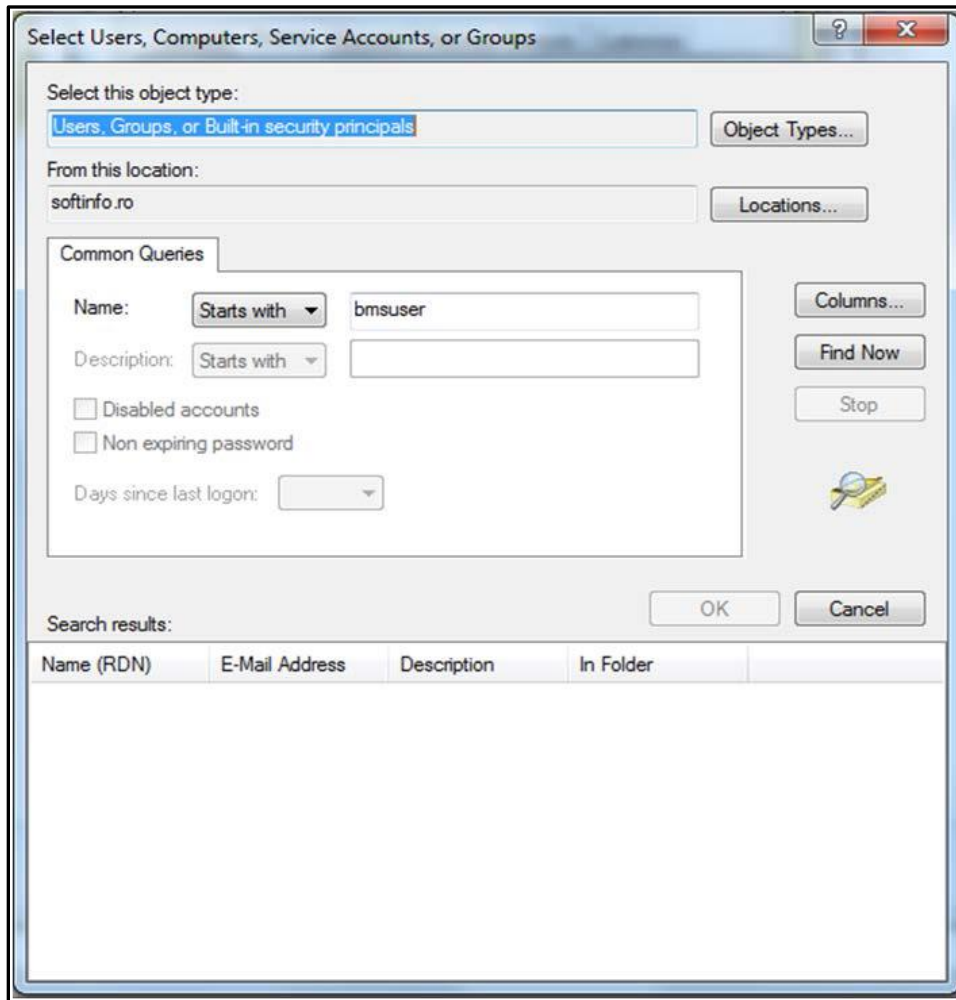 Select Users, Computers, Service Accounts, or Groups
Select this object type:
Users, Groups, or Built-in security principals
Object Types...
From this location:
softinfo.ro
Locations...
Common Queries
Name: Starts with bmsuser
Columns...
Description: Starts with
Find Now
Disabled accounts
Stop
Non expiring password
Days since last logon:
OK Cancel
Search results:
Name (RDN) E-Mail Address Description In Folder